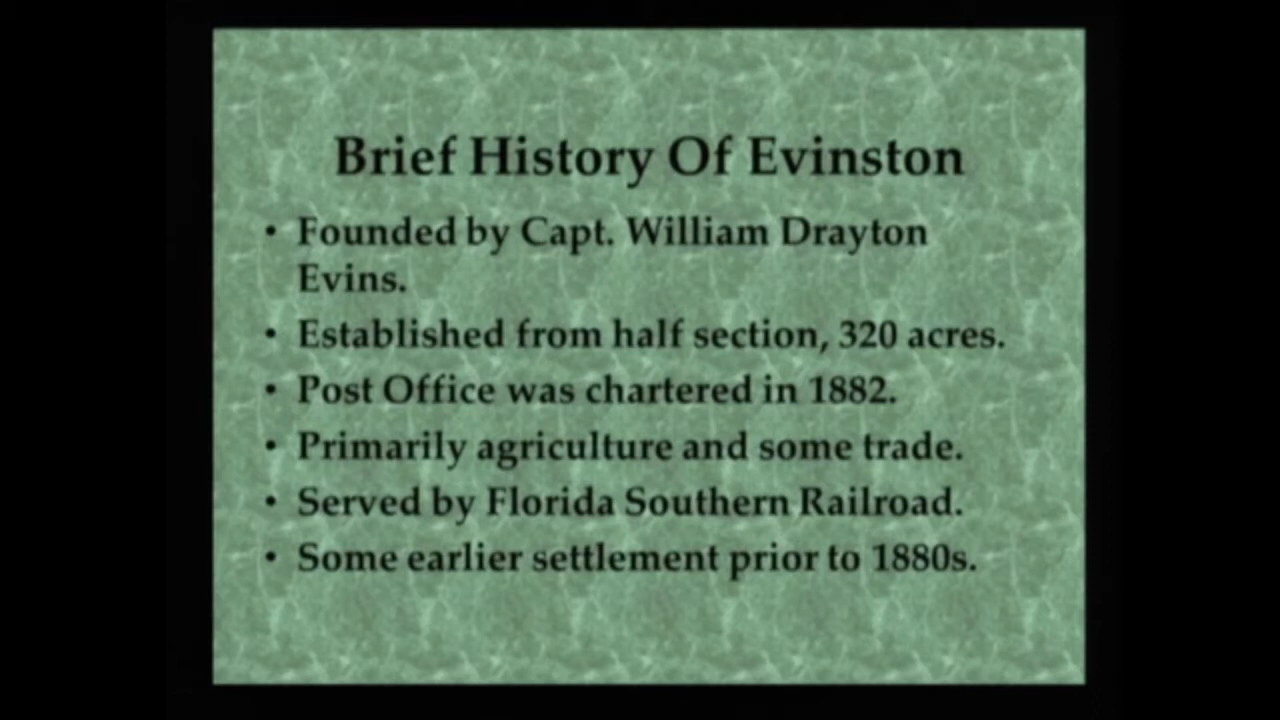 Brief History Of Evinston
• Founded by Capt. William Drayton
Evins.
• Established from half section, 320 acres.
• Post Office was chartered in 1882.
• Primarily agriculture and some trade.
• Served by Florida Southern Railroad.
• Some earlier settlement prior to 1880s.